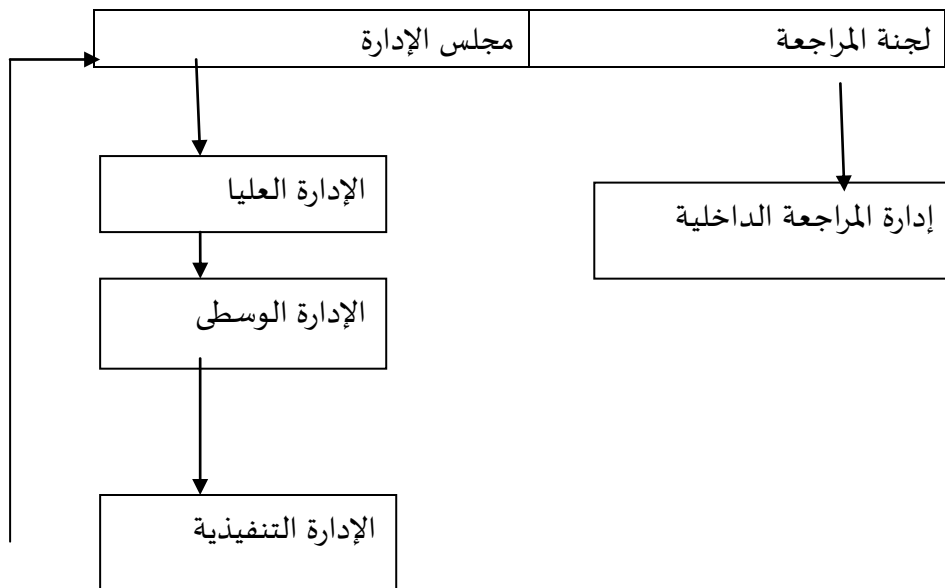 لجنة المراجعة
مجلس الإدارة
الإدارة العليا
إدارة المراجعة الداخلية
الإدارة الوسطى
الإدارة التنفيذية